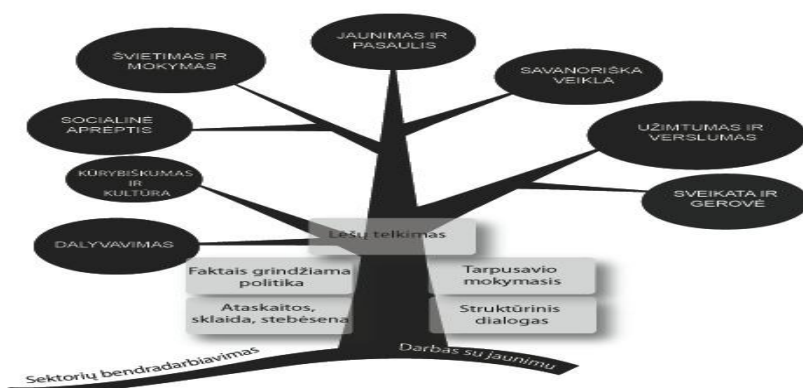 JAUNIMAS IR
PASAULIS
ŠVIETIMAS IR
MOKYMAS
SAVANORIŠKA
VEIKLA
SOCIALINĖ
APRĖPTIS
UŽIMTUMAS IR
VERSLUMAS
KŪRYBIŠKUMAS
IR
KULTŪRA
SVEIKATA IR
GEROVĖ
DALYVAVIMAS
Lėšų telkimas
Faktais grindžiama
politika
Tarpusavio
mokymasis
Ataskaitos,
sklaida, stebėsena
Struktūrinis
dialogas
Sektorių bendradarbiavimas
Darbas su jaunimu